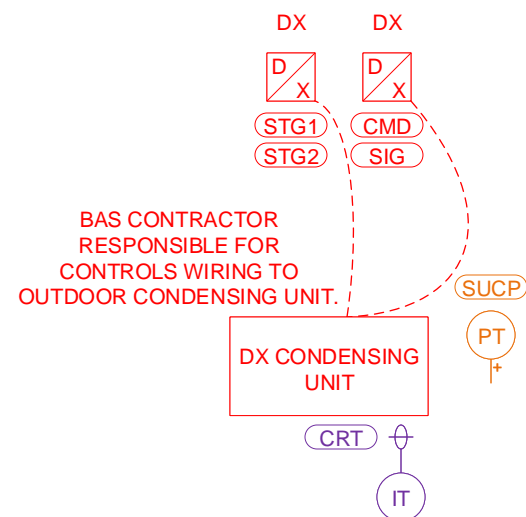 DX DX
D X D X
STG1 CMD
STG2 SIG
BAS CONTRACTOR
RESPONSIBLE FOR
CONTROLS WIRING TO
OUTDOOR CONDENSING UNIT.
SUCP
PT
+
DX CONDENSING
UNIT
CRT
IT